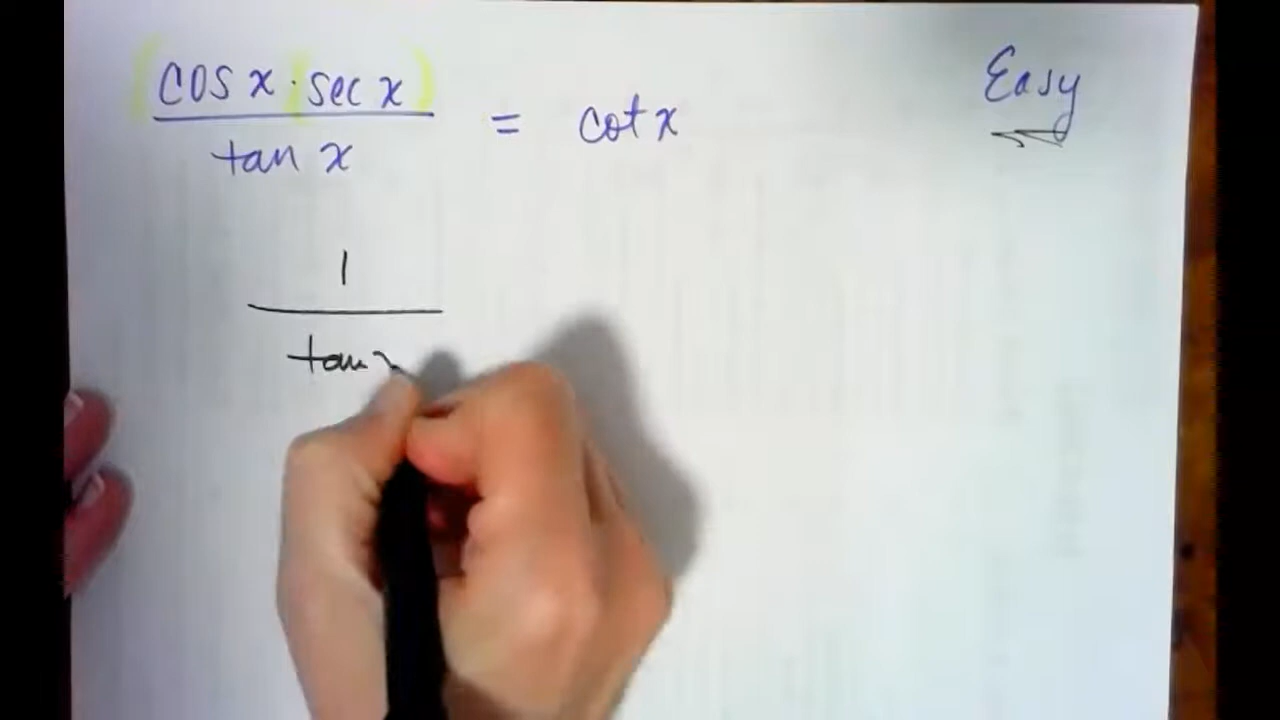 cos x · sec x
tan x
= cot x
Easy
1
tan x